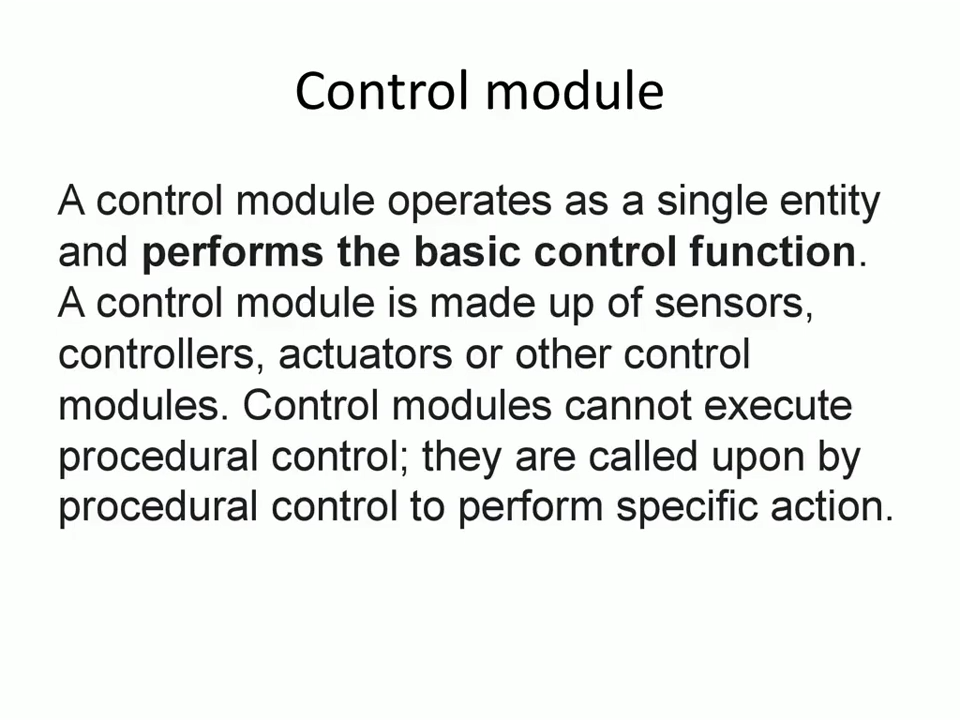 Control module
A control module operates as a single entity
and performs the basic control function.
A control module is made up of sensors,
controllers, actuators or other control
modules. Control modules cannot execute
procedural control; they are called upon by
procedural control to perform specific action.